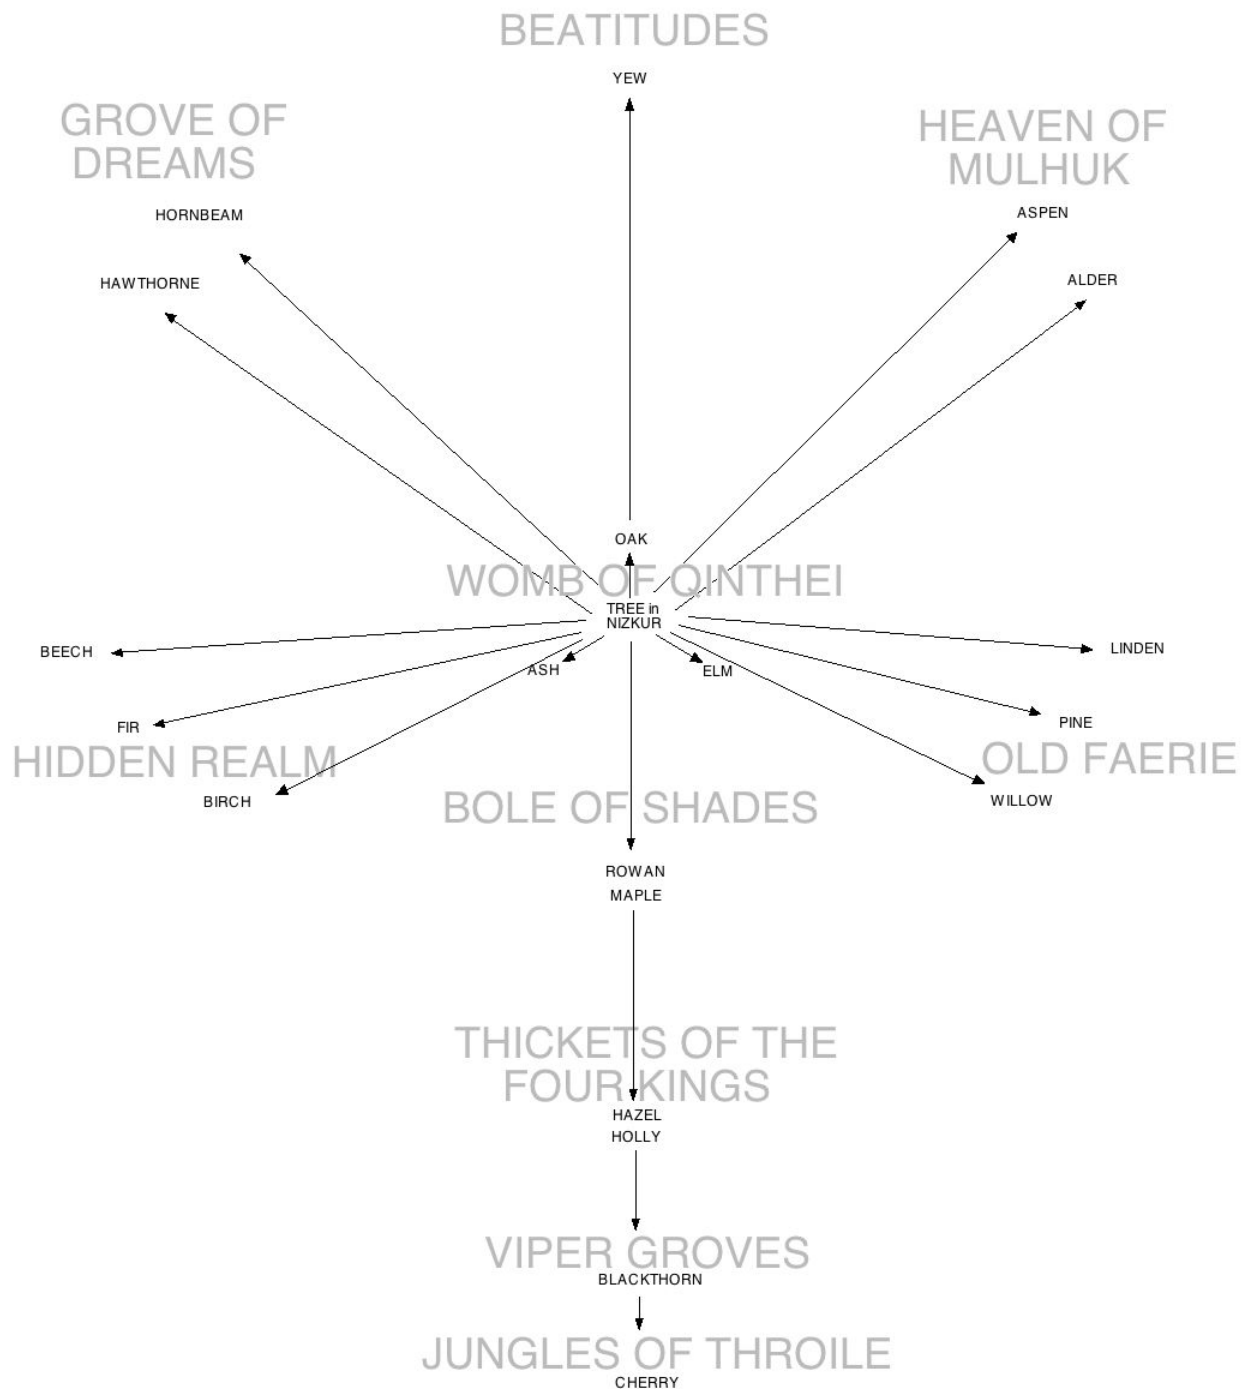 BEATITUDES
YEW
GROVE OF
DREAMS
HEAVEN OF
MULHUK
HORNBEAM
ASPEN
HAWTHORNE
ALDER
OAK
WOMB OF QINTHEI
TREE in
NIZKUR
BEECH
LINDEN
ASH
ELM
FIR
PINE
HIDDEN REALM
OLD FAERIE
BIRCH
WILLOW
BOLE OF SHADES
ROWAN
MAPLE
THICKETS OF THE
FOUR KINGS
HAZEL
HOLLY
VIPER GROVES
BLACKTHORN
JUNGLES OF THROILE
CHERRY